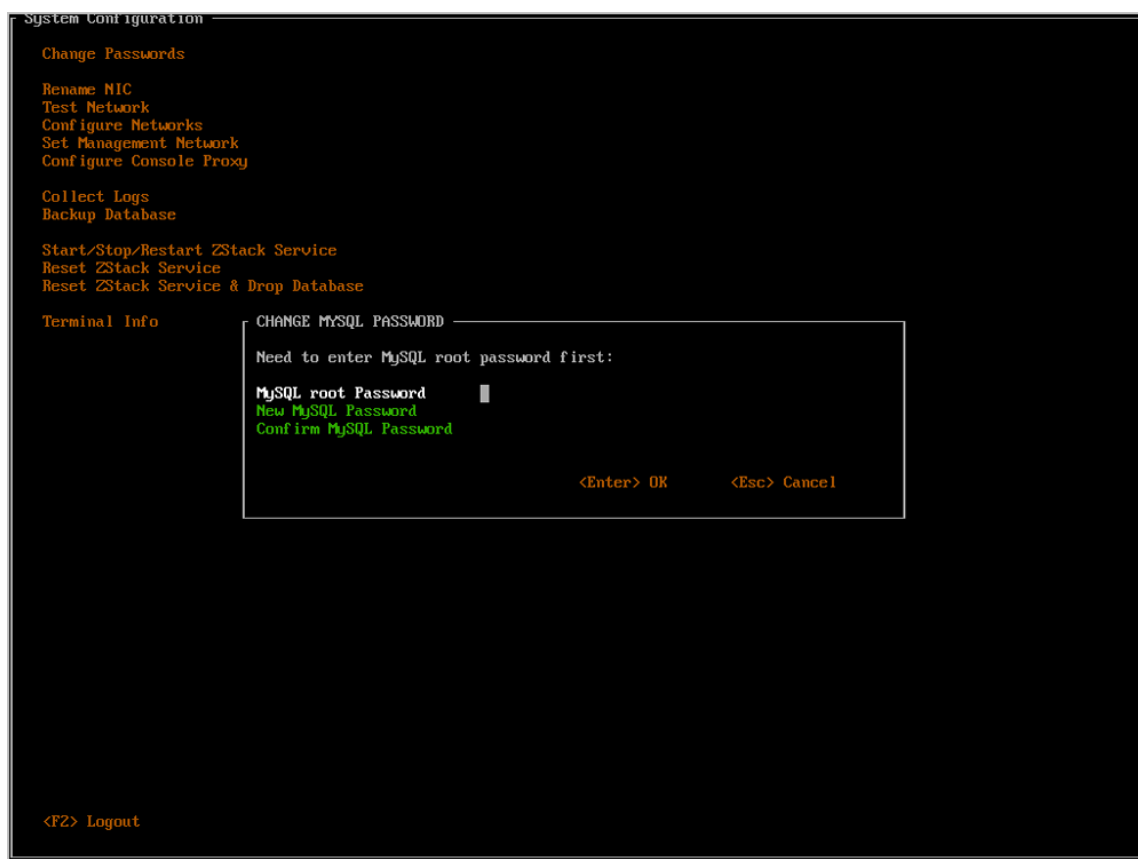 System Configuration
Change Passwords
Rename NIC
Test Network
Configure Networks
Set Management Network
Configure Console Proxy
Collect Logs
Backup Database
Start/Stop/Restart ZStack Service
Reset ZStack Service
Reset ZStack Service & Drop Database
Terminal Info
CHANGE MYSQL PASSWORD
Need to enter MySQL root password first:
MySQL root Password
New MySQL Password
Confirm MySQL Password
<Enter> OK <Esc> Cancel
<F2> Logout